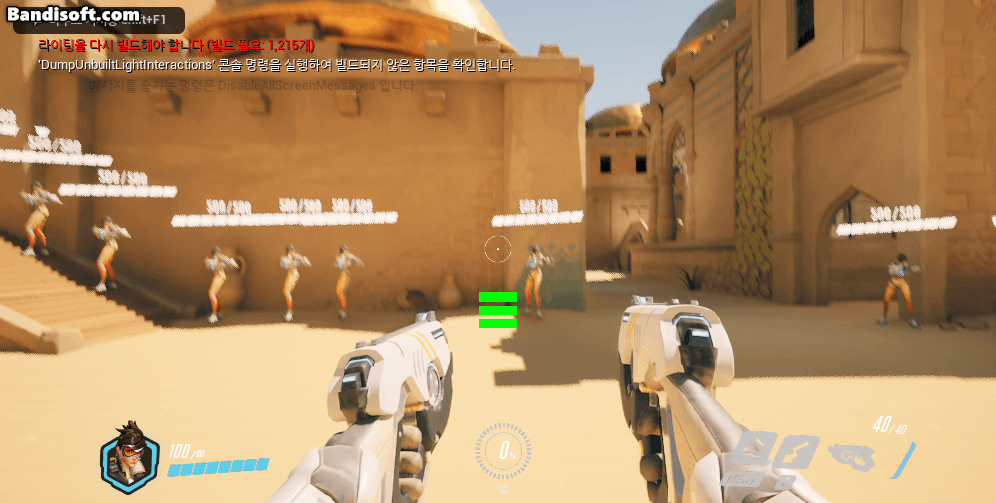 Bandisoft.com
Shift+F1
라이팅을 다시 빌드해야 합니다 (빌드 필요: 1,215개)
'DumpUnbuiltLightInteractions' 콘솔 명령을 실행하여 빌드되지 않은 항목을 확인합니다.
메시지를 숨기는 명령은 DisableAllScreenMessages 입니다
500/500
500/500
500/500 500/500 500/500 500/500
500/500
100/100
0%
40/40